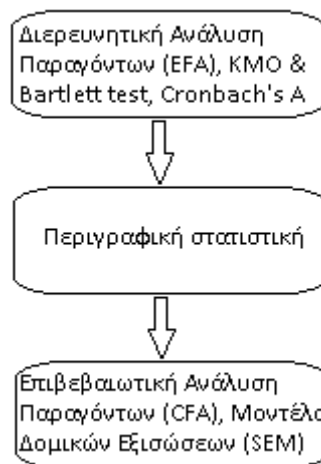 Διερευνητική Ανάλυση
Παραγόντων (EFA), KMO &
Bartlett test, Cronbach's A
Περιγραφική στατιστική
Επιβεβαιωτική Ανάλυση
Παραγόντων (CFA), Μοντέλο
Δομικών Εξισώσεων (SEM)